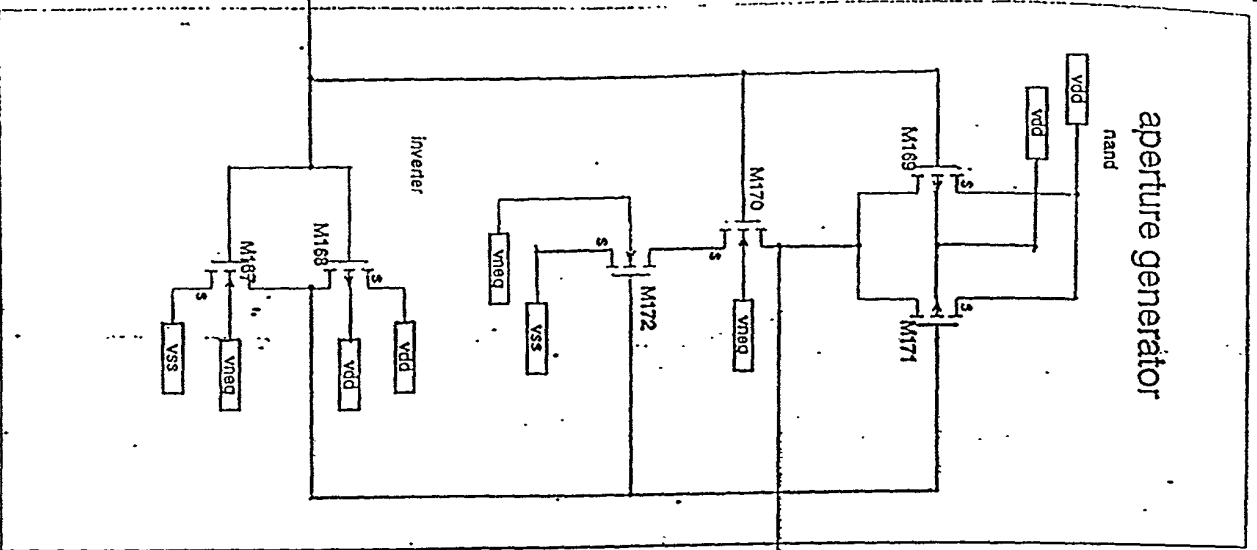 aperture generator
nand
vdd
vdd
M169
s
M171
s
M170
s
vneg
M172
s
vneg
vss
inverter
M168
s
vdd
vdd
M167
s
vneg
vss